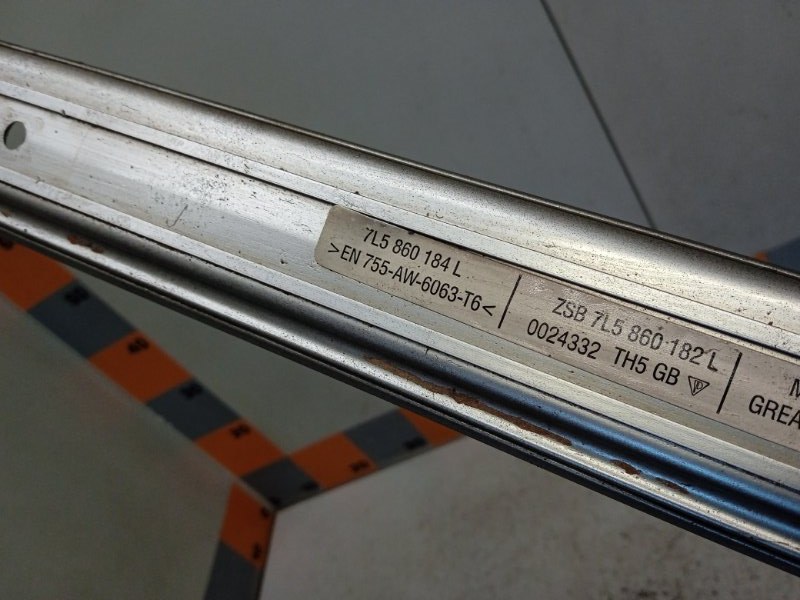 7L5 860 184 L
>EN 755-AW-6063-T6<
ZSB 7L5 860 182 L
0024332 TH5 GB
M
GREA